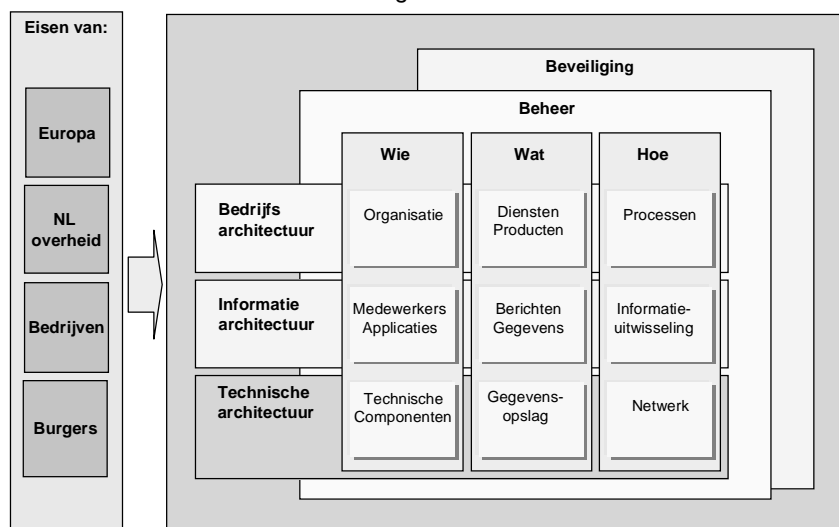 Eisen van:
Europa
NL
overheid
Bedrijven
Burgers
Beveiliging
Beheer
Wie
Wat
Hoe
Bedrijfs
architectuur
Organisatie
Diensten
Producten
Processen
Informatie
architectuur
Medewerkers
Applicaties
Berichten
Gegevens
Informatie-
uitwisseling
Technische
architectuur
Technische
Componenten
Gegevens-
opslag
Netwerk